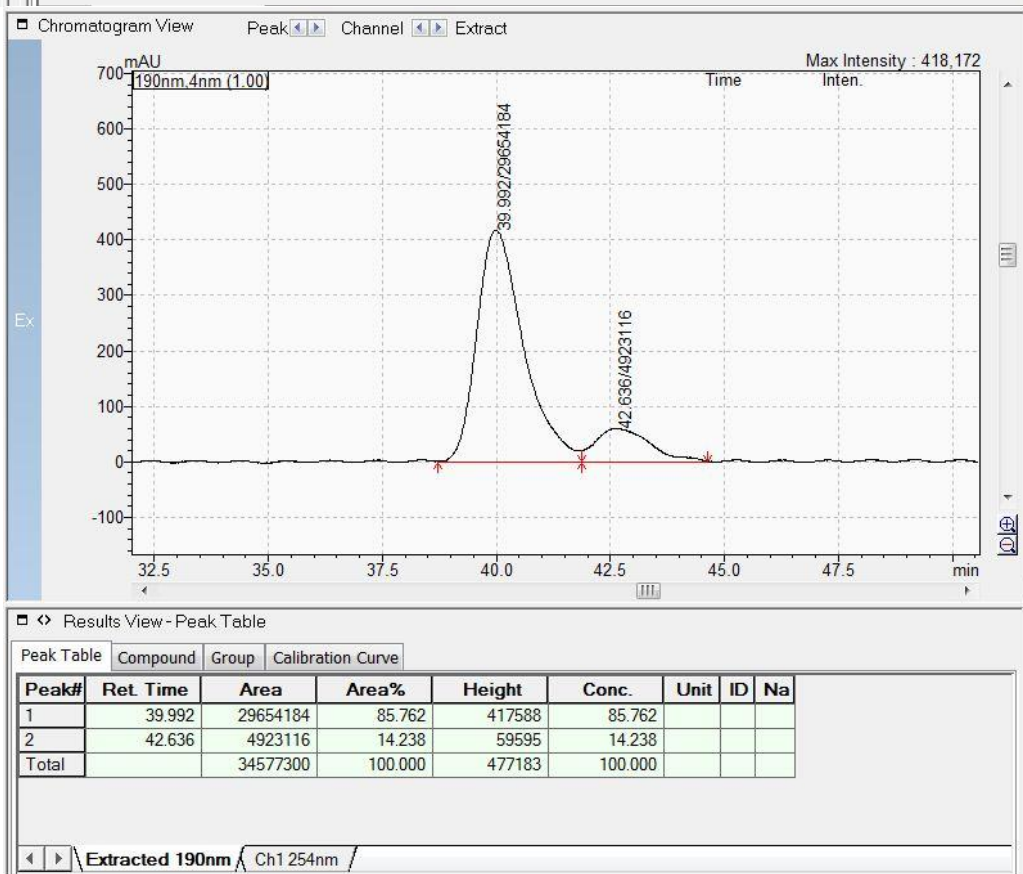 Chromatogram View Peak Channel Extract
mAU Max Intensity : 418,172
190nm,4nm (1.00) Time Inten.
700
600
500
400
300
200
100
0
-100
39.992/29654184
42.636/4923116
Ex
32.5 35.0 37.5 40.0 42.5 45.0 47.5 min
Results View - Peak Table
Peak Table Compound Group Calibration Curve
Peak# Ret. Time Area Area% Height Conc. Unit ID Na
1 39.992 29654184 85.762 417588 85.762
2 42.636 4923116 14.238 59595 14.238
Total 34577300 100.000 477183 100.000
Extracted 190nm Ch1 254nm